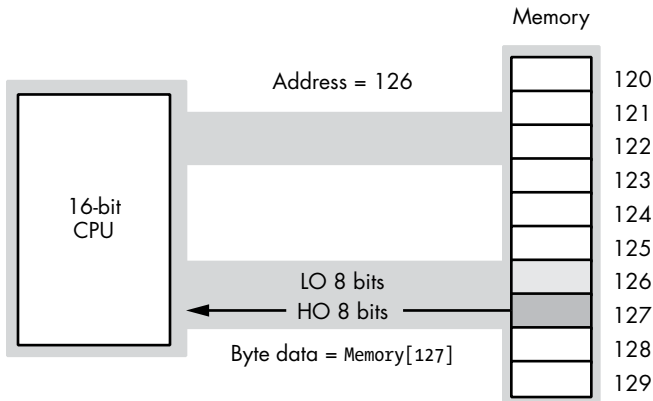 Memory
Address = 126
120
121
122
123
124
125
126
127
128
129
16-bit
CPU
LO 8 bits
HO 8 bits
Byte data = Memory[127]